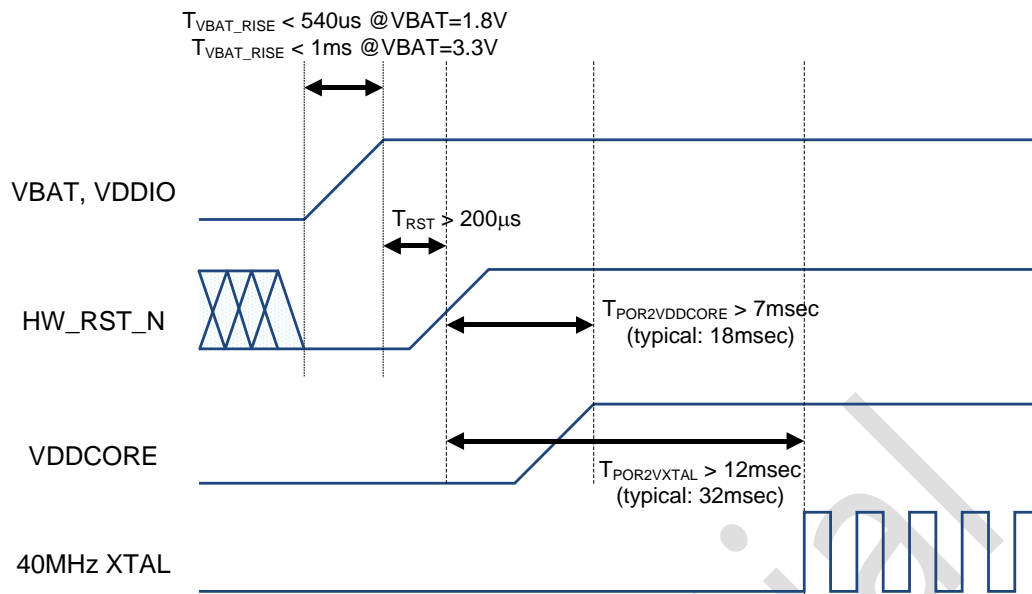 TVBAT_RISE < 540us @VBAT=1.8V
TVBAT_RISE < 1ms @VBAT=3.3V
VBAT, VDDIO
TRST > 200μs
HW_RST_N
TPOR2VDDCORE > 7msec
(typical: 18msec)
VDDCORE
TPOR2VXTAL > 12msec
(typical: 32msec)
40MHz XTAL
ial